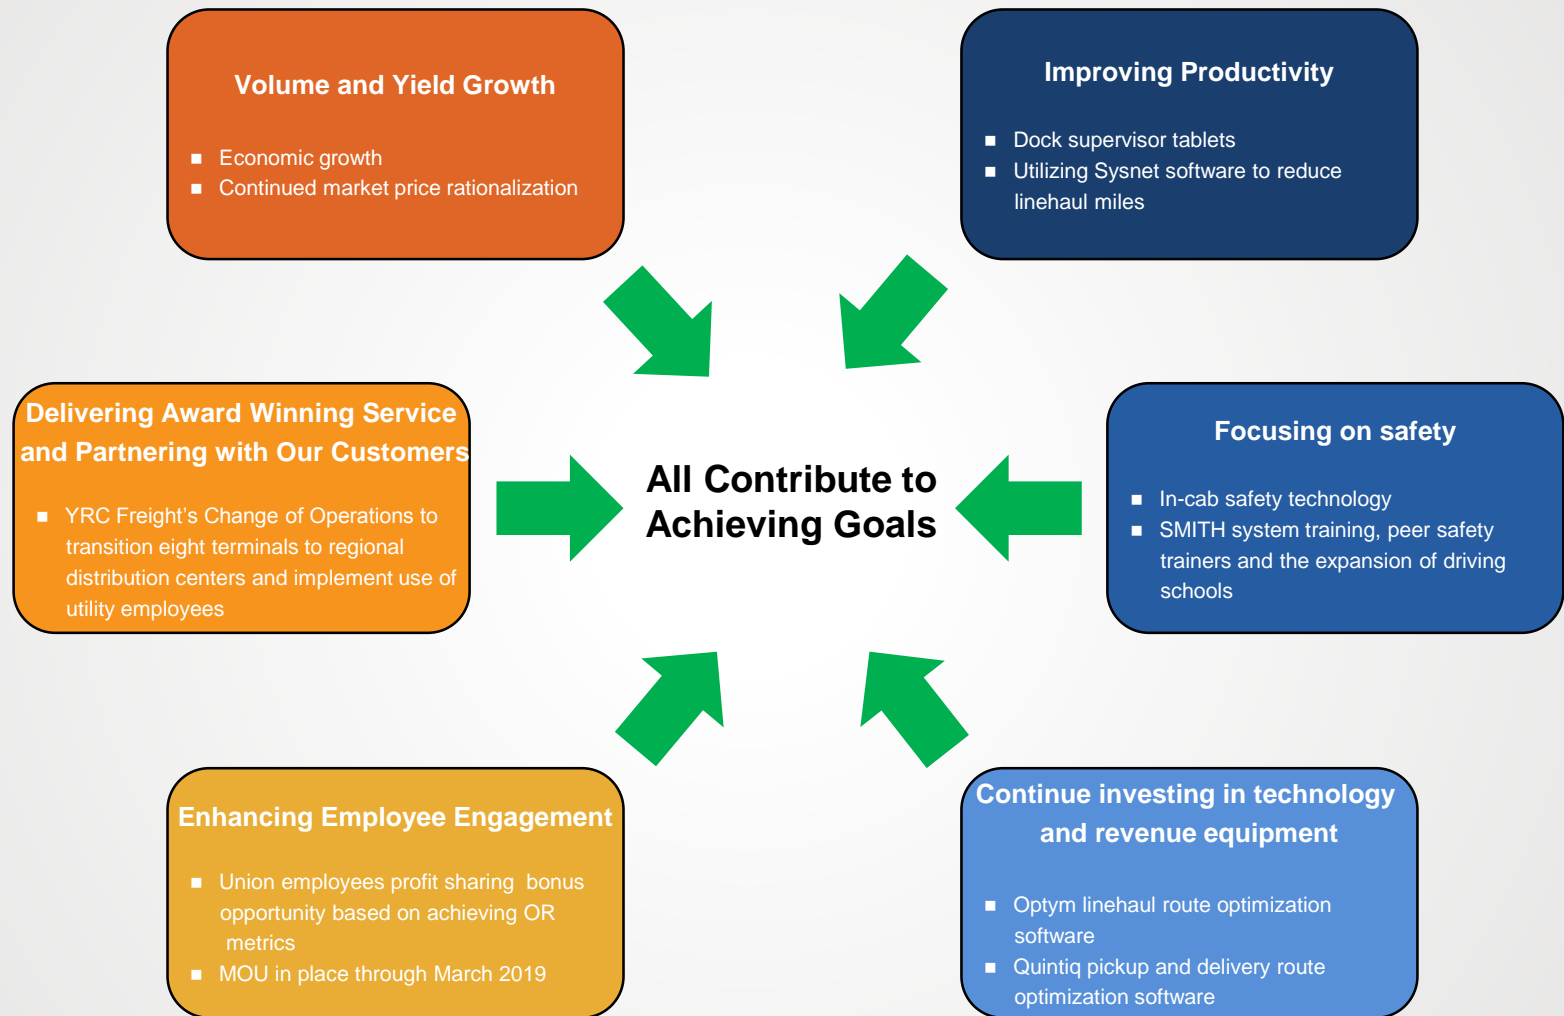 Volume and Yield Growth
■ Economic growth
■ Continued market price rationalization
Improving Productivity
■ Dock supervisor tablets
■ Utilizing Sysnet software to reduce
linehaul miles
Delivering Award Winning Service
and Partnering with Our Customers
■ YRC Freight’s Change of Operations to
transition eight terminals to regional
distribution centers and implement use of
utility employees
All Contribute to
Achieving Goals
Focusing on safety
■ In-cab safety technology
■ SMITH system training, peer safety
trainers and the expansion of driving
schools
Enhancing Employee Engagement
■ Union employees profit sharing bonus
opportunity based on achieving OR
metrics
■ MOU in place through March 2019
Continue investing in technology
and revenue equipment
■ Optym linehaul route optimization
software
■ Quintiq pickup and delivery route
optimization software